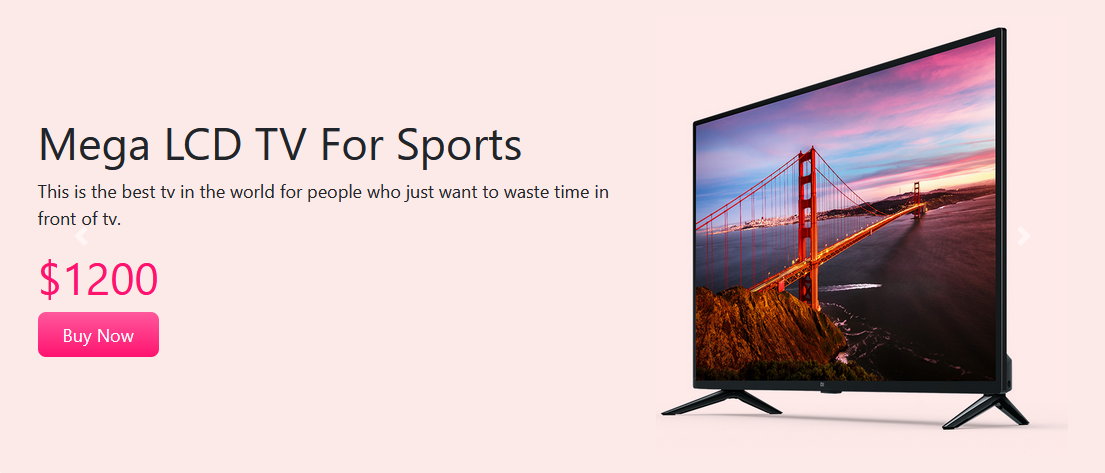 Mega LCD TV For Sports
This is the best tv in the world for people who just want to waste time in
front of tv.
$1200
Buy Now